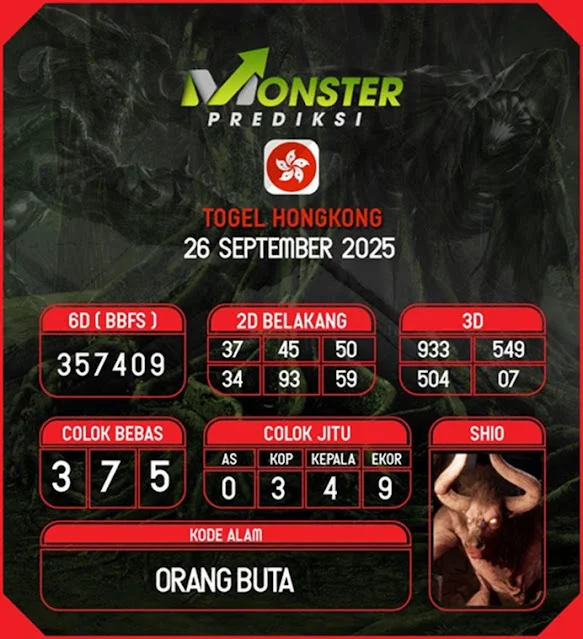 MONSTER
PREDIKSI
TOGEL HONGKONG
26 SEPTEMBER 2025
6D ( BBFS )
357409
2D BELAKANG
37 45 50
34 93 59
3D
933 549
504 07
COLOK BEBAS
3 7 5
COLOK JITU
AS KOP KEPALA EKOR
0 3 4 9
SHIO
KODE ALAM
ORANG BUTA